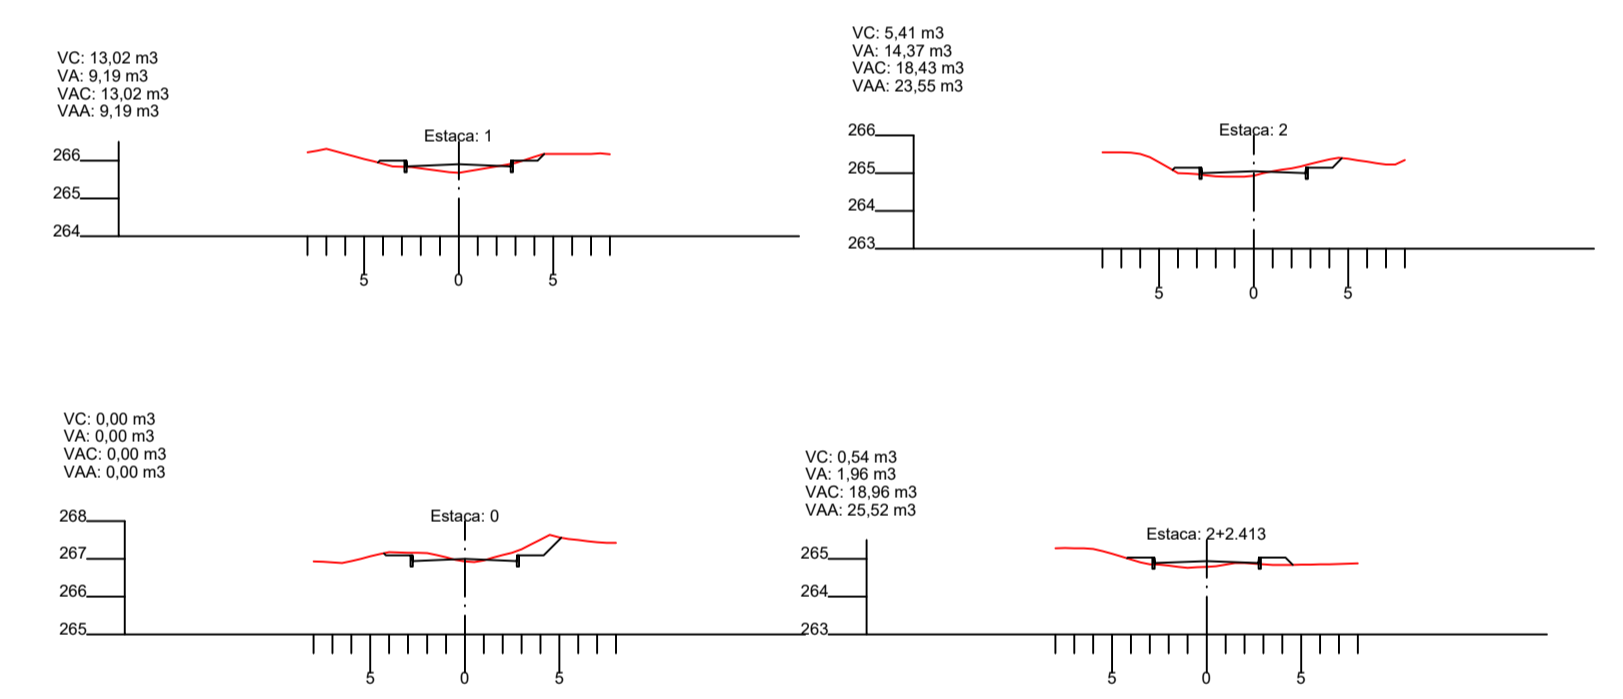 VC: 13,02 m3
VA: 9,19 m3
VAC: 13,02 m3
VAA: 9,19 m3
Estaca: 1
266
265
264
5 0 5
VC: 5,41 m3
VA: 14,37 m3
VAC: 18,43 m3
VAA: 23,55 m3
Estaca: 2
266
265
264
263
5 0 5
VC: 0,00 m3
VA: 0,00 m3
VAC: 0,00 m3
VAA: 0,00 m3
Estaca: 0
268
267
266
265
5 0 5
VC: 0,54 m3
VA: 1,96 m3
VAC: 18,96 m3
VAA: 25,52 m3
Estaca: 2+2.413
265
264
263
5 0 5